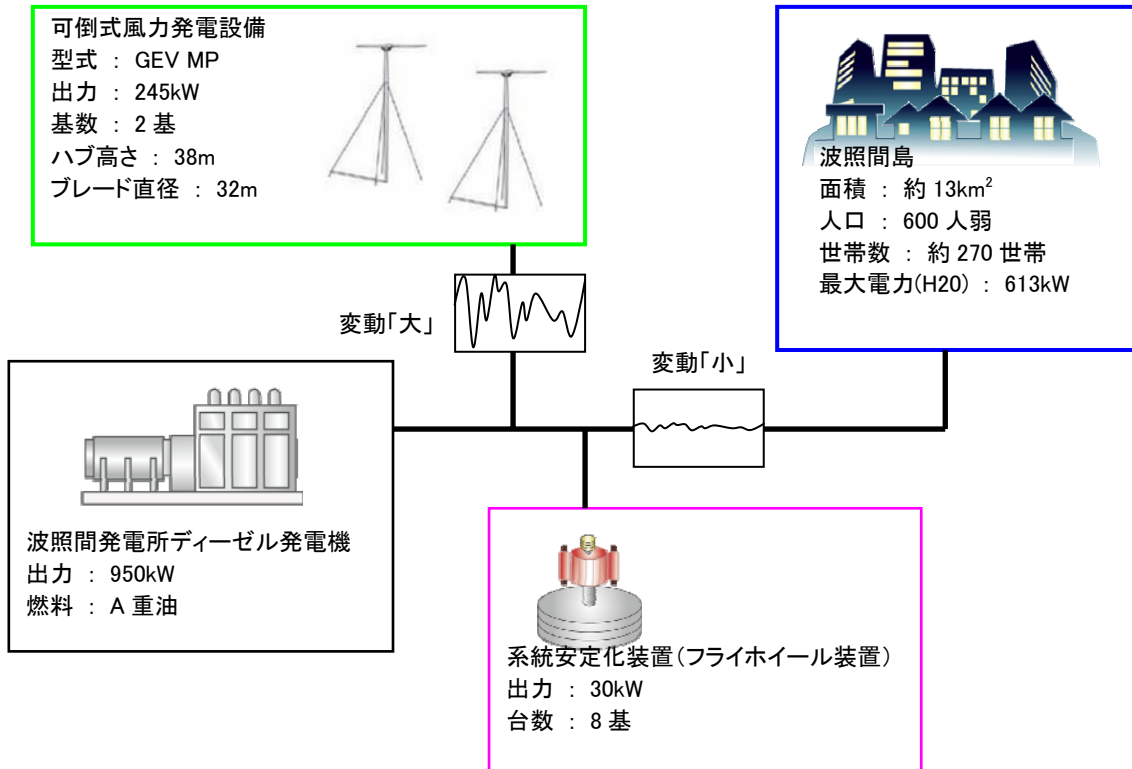 可倒式風力発電設備
型式 ： GEV MP
出力 ： 245kW
基数 ： 2 基
ハブ高さ ： 38m
ブレード直径 ： 32m
波照間島
面積 ： 約 13km²
人口 ： 600 人弱
世帯数 ： 約 270 世帯
最大電力(H20) ： 613kW
変動「大」
変動「小」
波照間発電所ディーゼル発電機
出力 ： 950kW
燃料 ： A 重油
系統安定化装置（フライホイール装置）
出力 ： 30kW
台数 ： 8 基